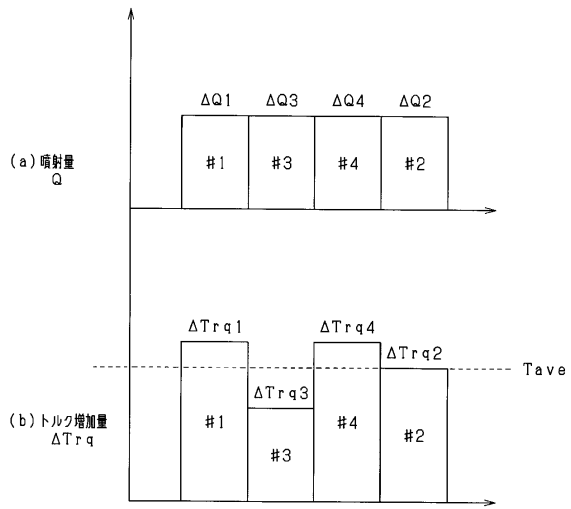 ΔQ1 ΔQ3 ΔQ4 ΔQ2
(a)噴射量
Q
#1 #3 #4 #2
ΔTrq1 ΔTrq4
ΔTrq2
Tave
ΔTrq3
(b)トルク増加量
ΔTrq
#1 #4 #2
#3